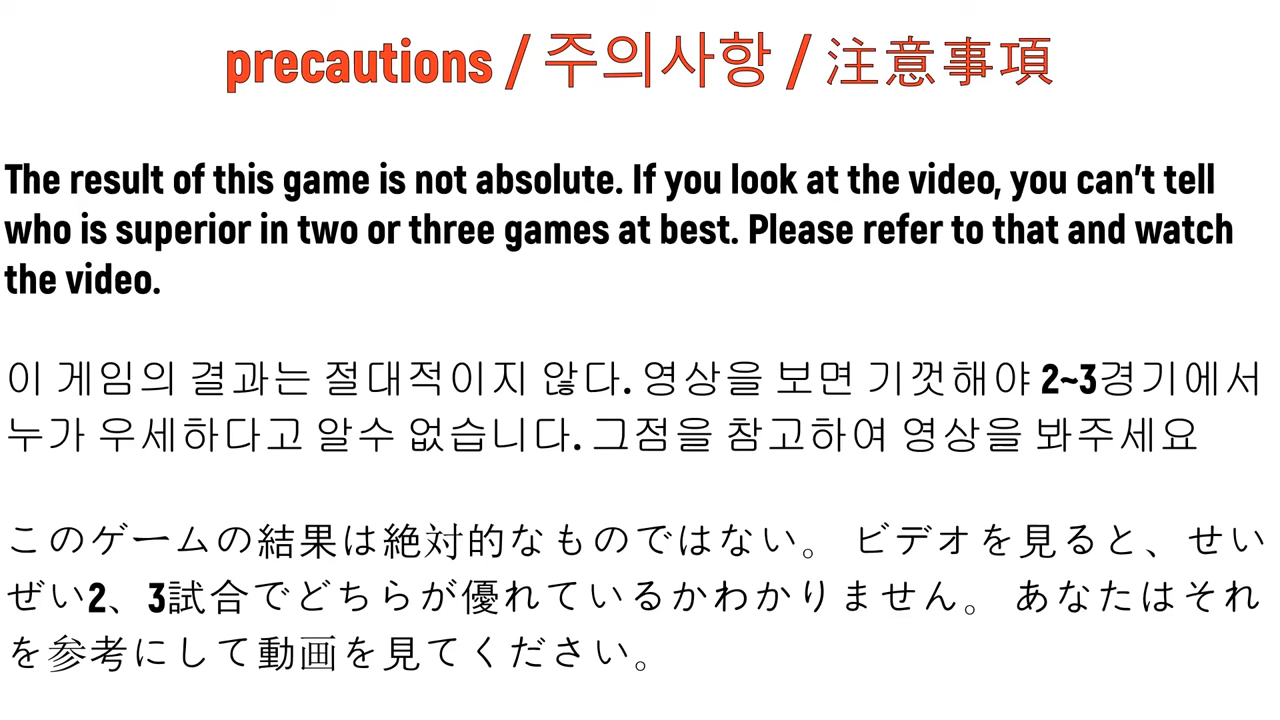 precautions / 주의사항 / 注意事項
The result of this game is not absolute. If you look at the video, you can't tell
who is superior in two or three games at best. Please refer to that and watch
the video.
이 게임의 결과는 절대적이지 않다. 영상을 보면 기껏해야 2~3경기에서
누가 우세하다고 알수 없습니다. 그점을 참고하여 영상을 봐주세요
このゲームの結果は絶対的なものではない。 ビデオを見ると、せい
ぜい2、3試合でどちらが優れているかわかりません。 あなたはそれ
を参考にして動画を見てください。